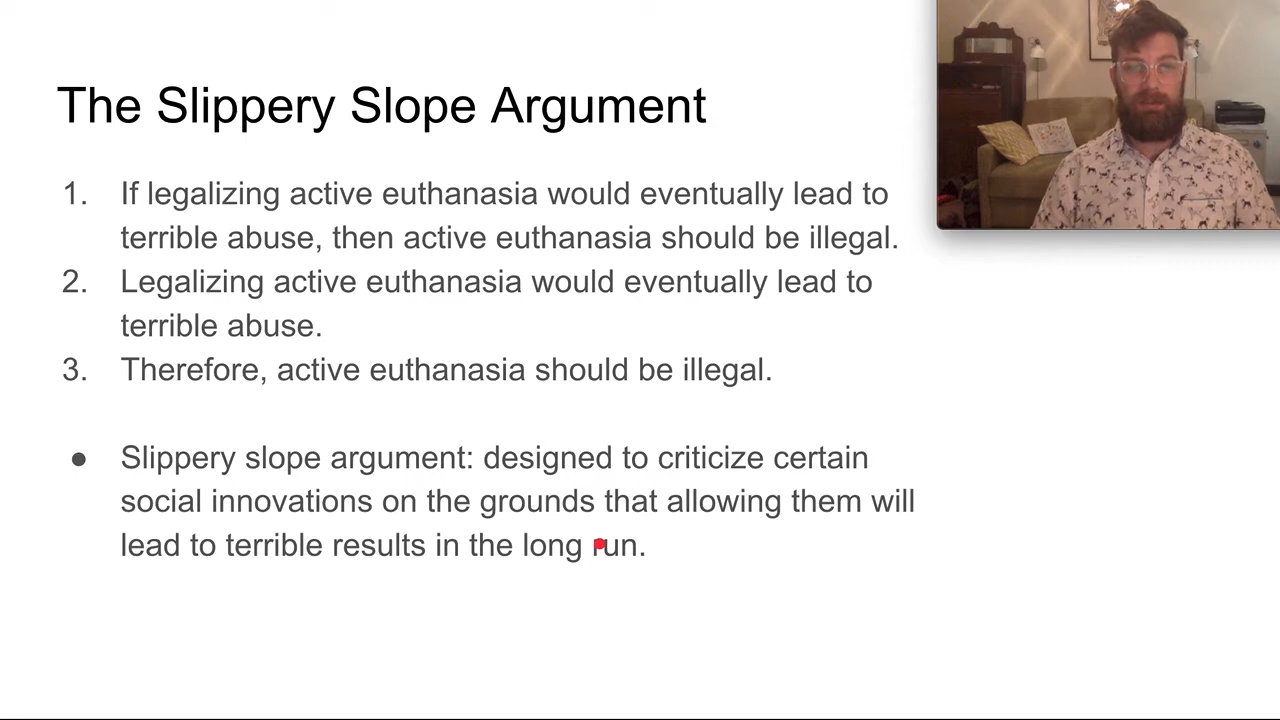 The Slippery Slope Argument
1. If legalizing active euthanasia would eventually lead to
terrible abuse, then active euthanasia should be illegal.
2. Legalizing active euthanasia would eventually lead to
terrible abuse.
3. Therefore, active euthanasia should be illegal.
● Slippery slope argument: designed to criticize certain
social innovations on the grounds that allowing them will
lead to terrible results in the long run.